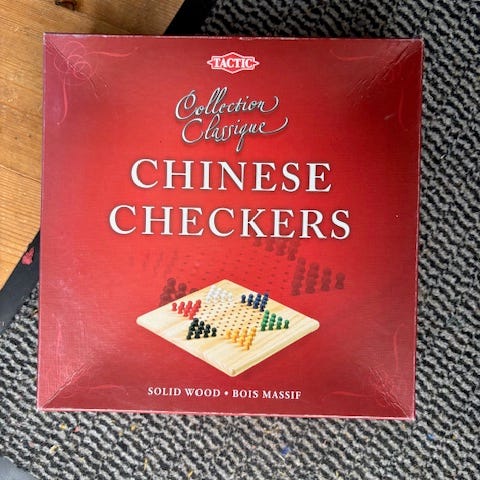 TACTIC
Collection
Classique
CHINESE
CHECKERS
SOLID WOOD • BOIS MASSIF